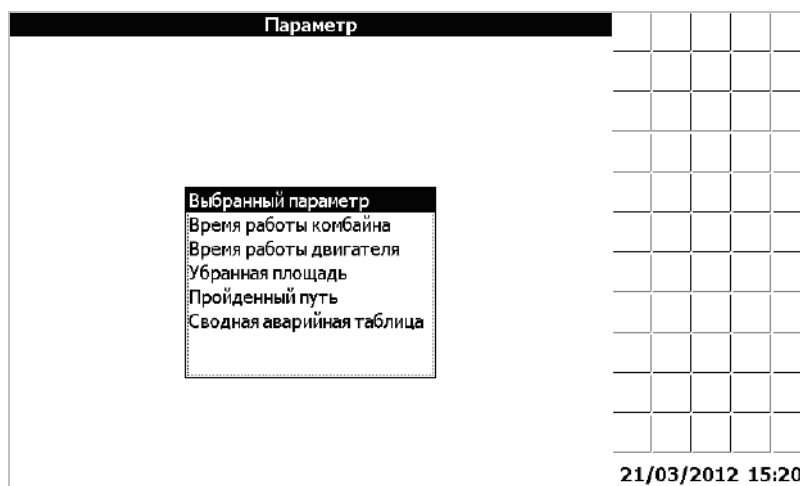 Параметр
Выбранный параметр
Время работы комбайна
Время работы двигателя
Убранная площадь
Пройденный путь
Сводная аварийная таблица
21/03/2012 15:20